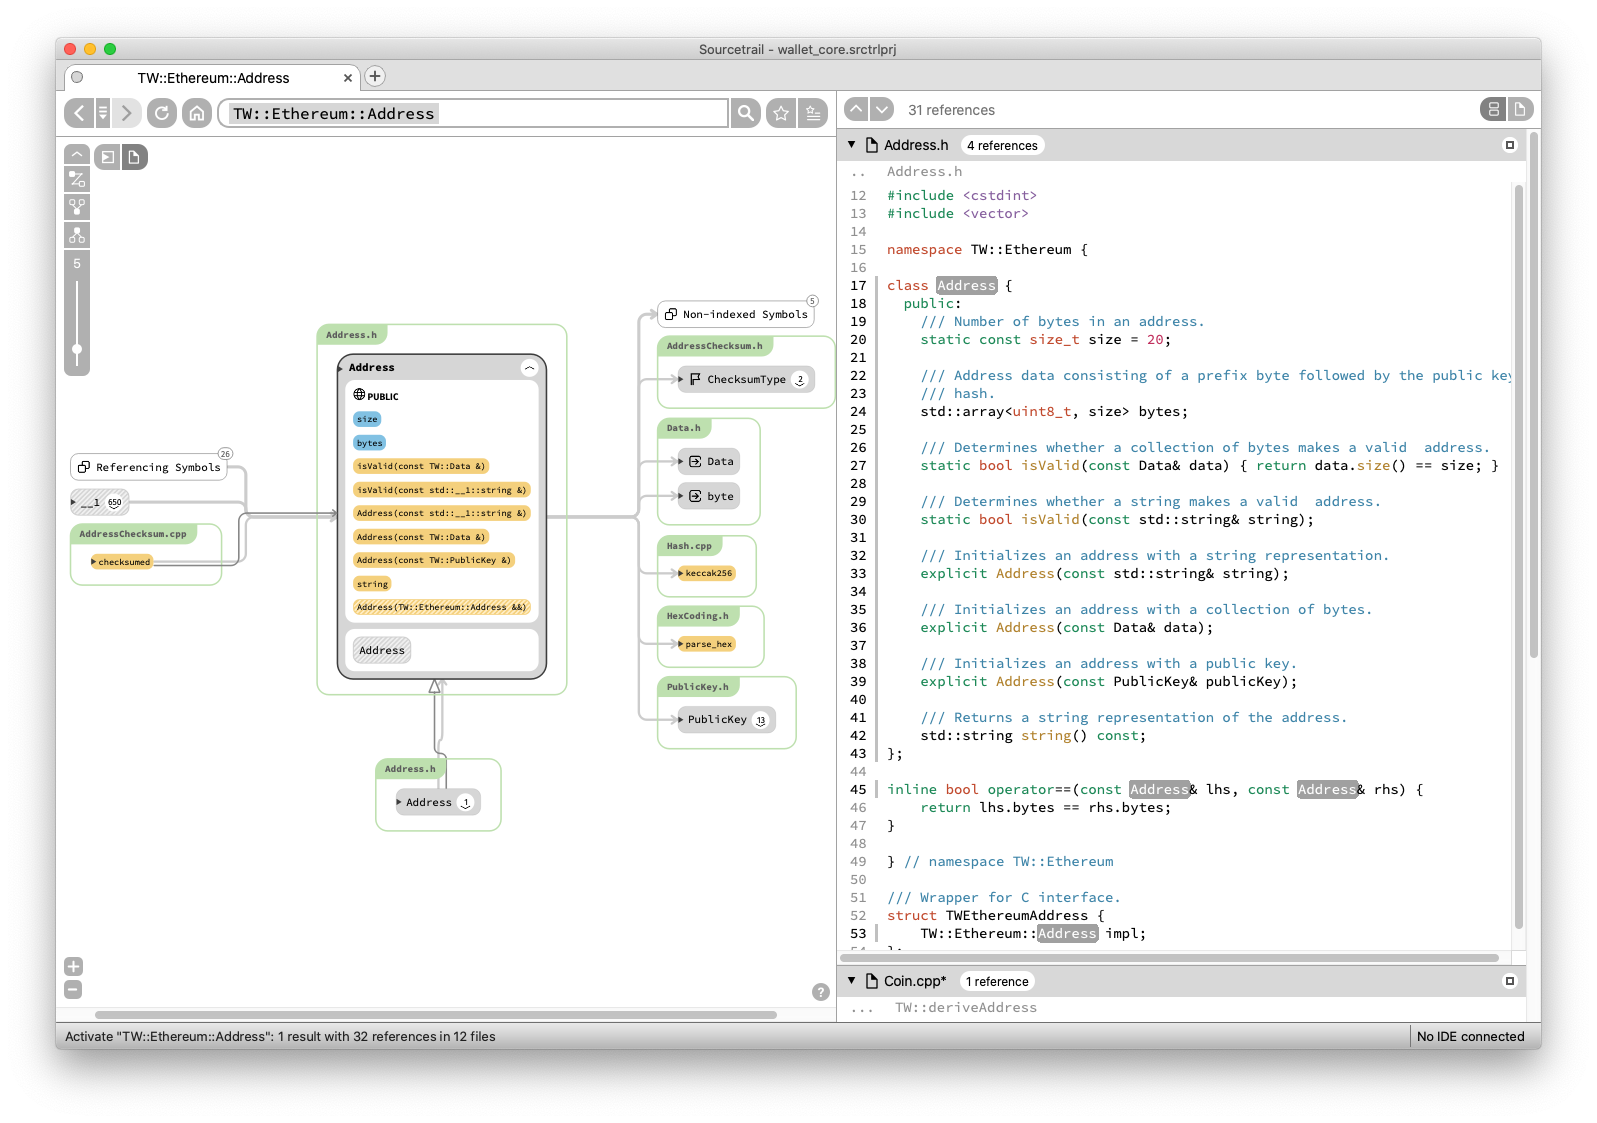 Sourcetrail - wallet_core.srctrlprj
TW::Ethereum::Address
TW::Ethereum::Address
5
Address.h
Address
PUBLIC
size
bytes
isValid(const TW::Data &)
isValid(const std::__1::string &)
Address(const std::__1::string &)
Address(const TW::Data &)
Address(const TW::PublicKey &)
string
Address(TW::Ethereum::Address &&)
Address
Referencing Symbols
26
__1 650
AddressChecksum.cpp
checksumed
Address.h
Address 1
Non-indexed Symbols
5
AddressChecksum.h
ChecksumType 2
Data.h
Data
byte
Hash.cpp
keccak256
HexCoding.h
parse_hex
PublicKey.h
PublicKey 13
?
31 references
Address.h 4 references
.. Address.h
12 #include <cstdint>
13 #include <vector>
14
15 namespace TW::Ethereum {
16
17 class Address {
18 public:
19 /// Number of bytes in an address.
20 static const size_t size = 20;
21
22 /// Address data consisting of a prefix byte followed by the public key
23 /// hash.
24 std::array<uint8_t, size> bytes;
25
26 /// Determines whether a collection of bytes makes a valid  address.
27 static bool isValid(const Data& data) { return data.size() == size; }
28
29 /// Determines whether a string makes a valid  address.
30 static bool isValid(const std::string& string);
31
32 /// Initializes an address with a string representation.
33 explicit Address(const std::string& string);
34
35 /// Initializes an address with a collection of bytes.
36 explicit Address(const Data& data);
37
38 /// Initializes an address with a public key.
39 explicit Address(const PublicKey& publicKey);
40
41 /// Returns a string representation of the address.
42 std::string string() const;
43 };
44
45 inline bool operator==(const Address& lhs, const Address& rhs) {
46 return lhs.bytes == rhs.bytes;
47 }
48
49 } // namespace TW::Ethereum
50
51 /// Wrapper for C interface.
52 struct TWEthereumAddress {
53 TW::Ethereum::Address impl;
54 };
Coin.cpp* 1 reference
... TW::deriveAddress
Activate "TW::Ethereum::Address": 1 result with 32 references in 12 files
No IDE connected